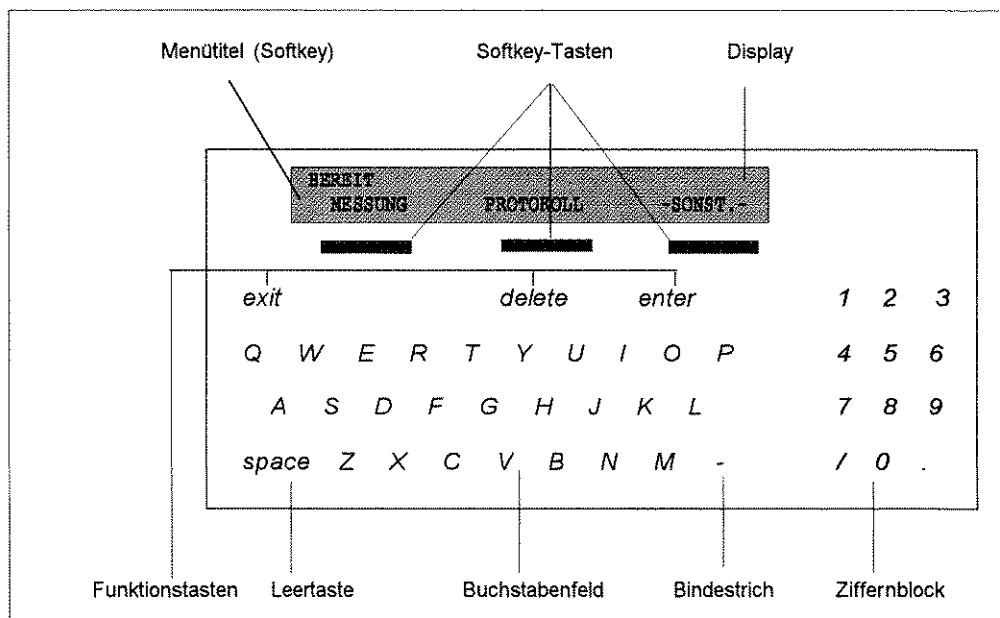 Menütitel (Softkey) Softkey-Tasten Display
BEREIT
MESSUNG PROTOKOLL -SONST.-
exit delete enter 1 2 3
Q W E R T Y U I O P 4 5 6
A S D F G H J K L 7 8 9
space Z X C V B N M - / 0 .
Funktionstasten Leertaste Buchstabenfeld Bindestrich Ziffernblock